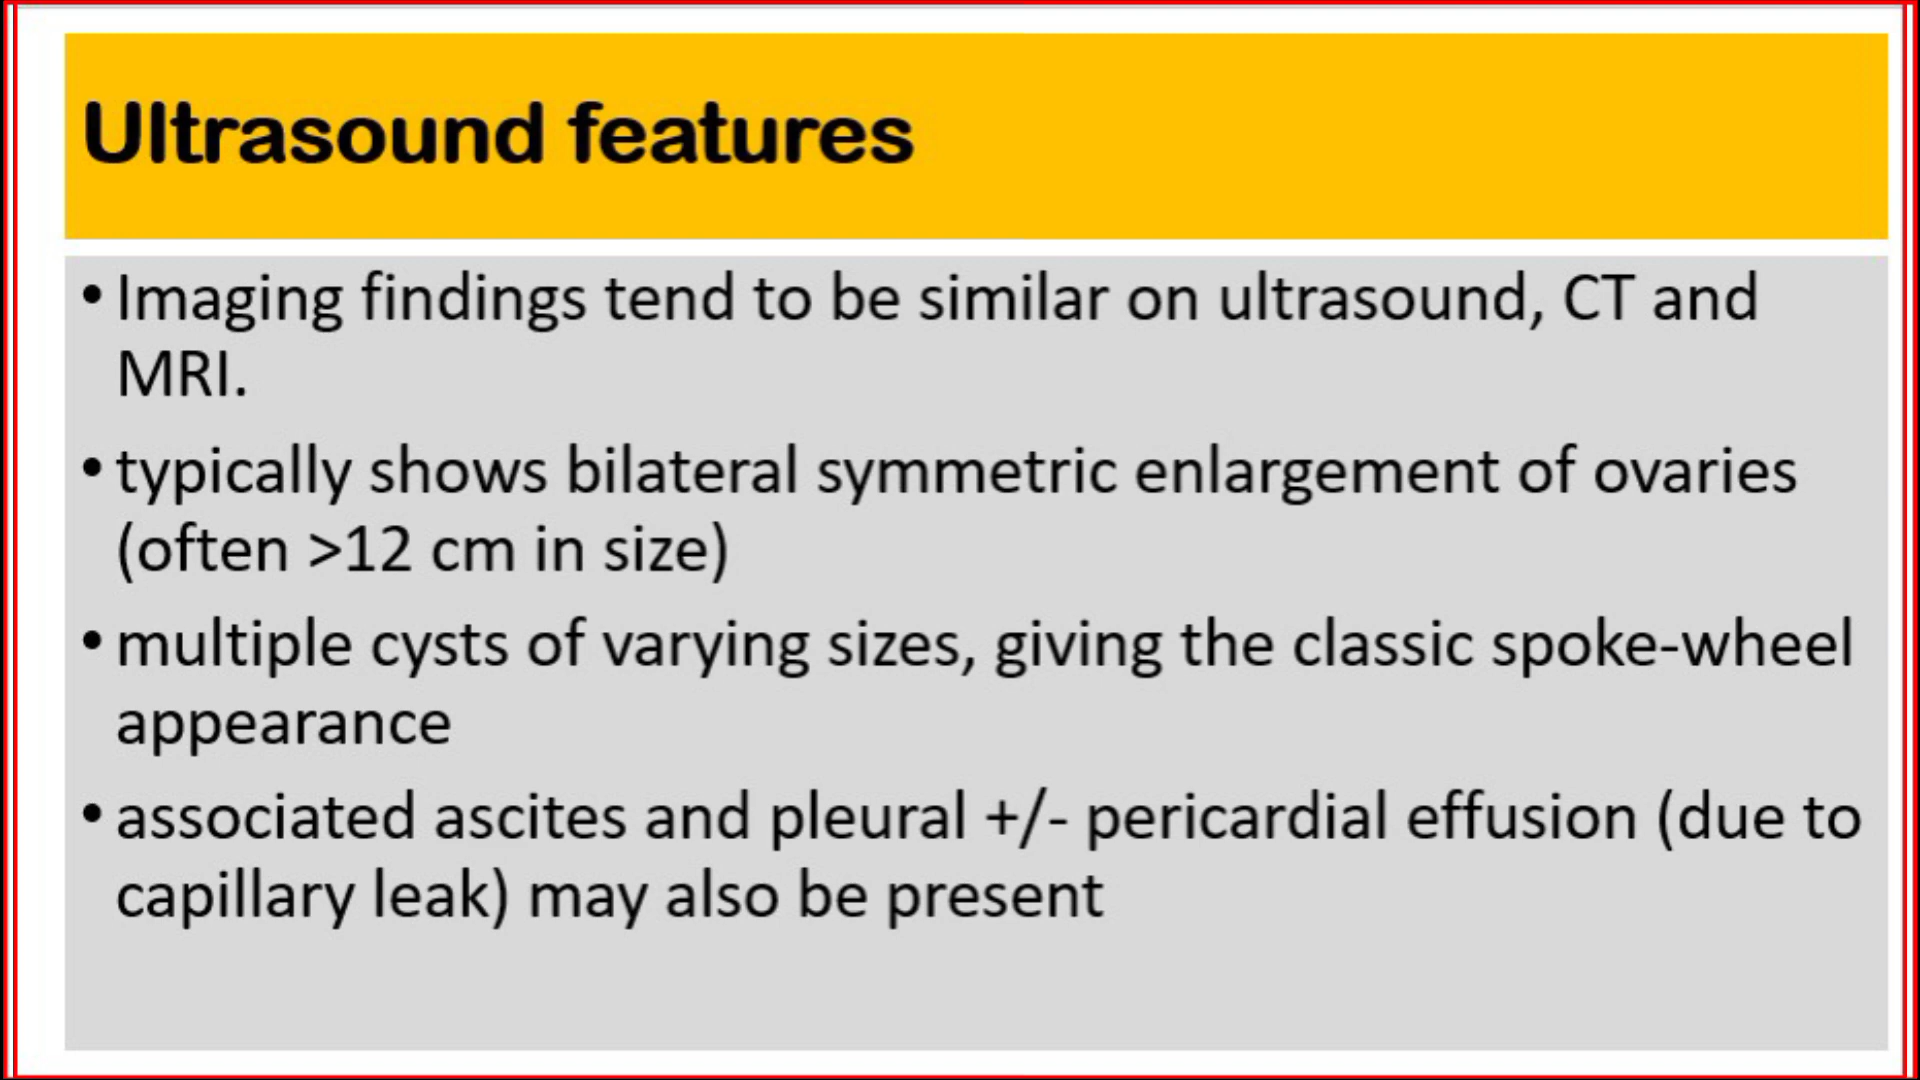 Ultrasound features
• Imaging findings tend to be similar on ultrasound, CT and
MRI.
• typically shows bilateral symmetric enlargement of ovaries
(often >12 cm in size)
• multiple cysts of varying sizes, giving the classic spoke-wheel
appearance
• associated ascites and pleural +/- pericardial effusion (due to
capillary leak) may also be present